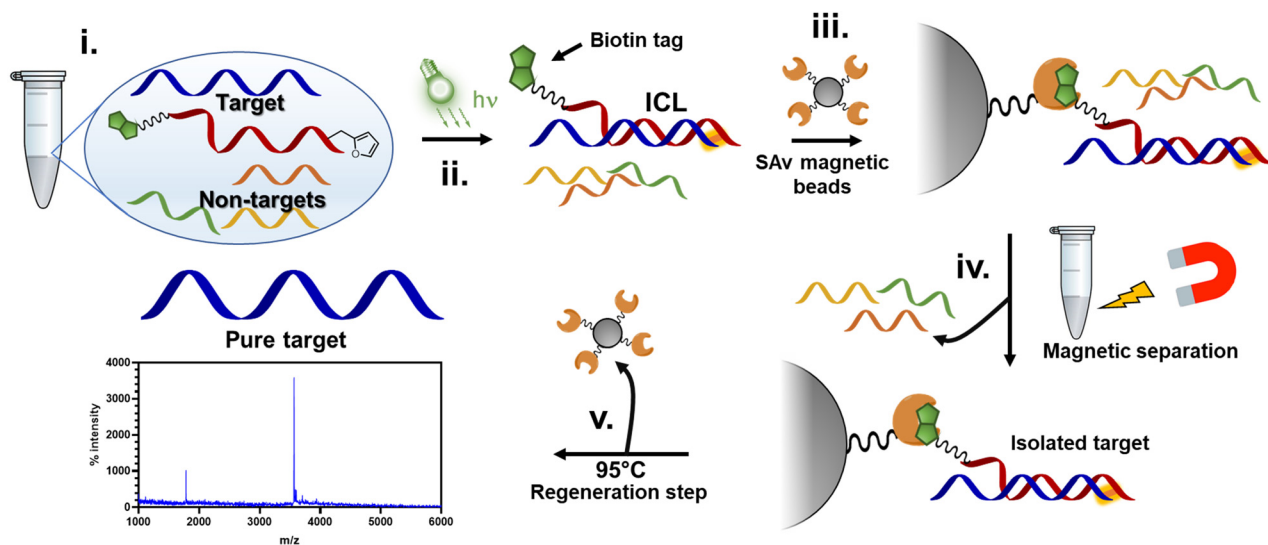 i.
Target
O
Non-targets
hν
ii.
Biotin tag
ICL
iii.
SAv magnetic
beads
iv.
Magnetic separation
Isolated target
v.
95°C
Regeneration step
Pure target
% intensity
4000
3000
2000
1000
0
1000
2000
3000
4000
5000
6000
m/z